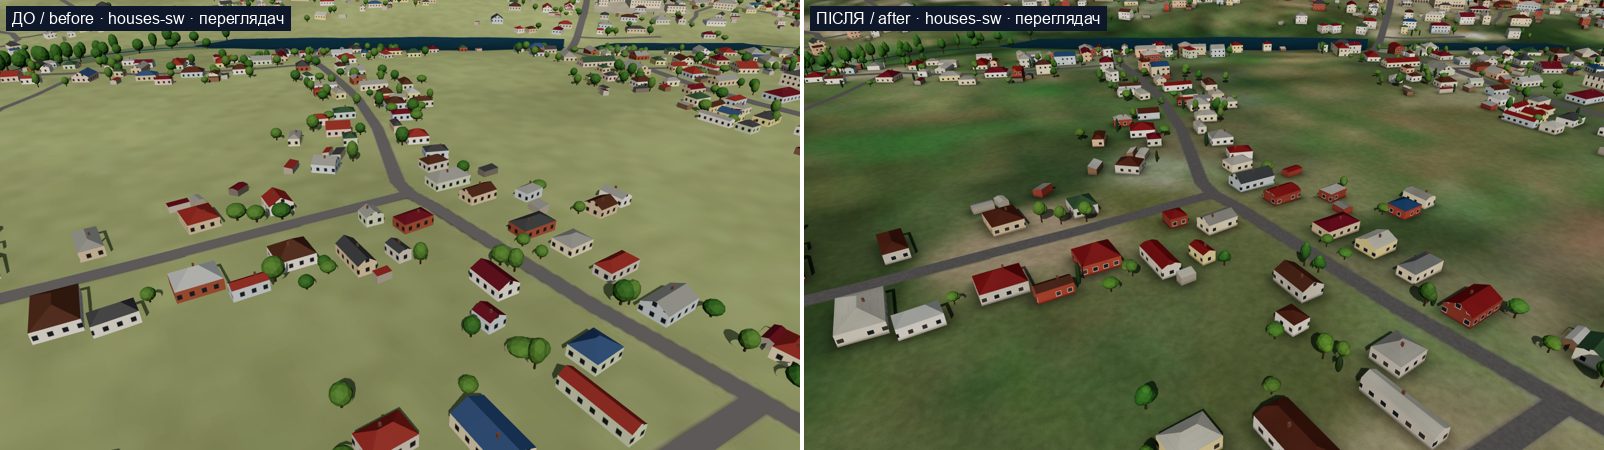 ДО / before · houses-sw · переглядач
ПІСЛЯ / after · houses-sw · переглядач